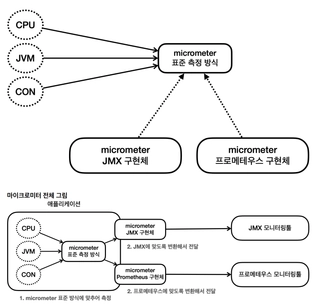 CPU
JVM
CON
micrometer
표준 측정 방식
micrometer
JMX 구현체
micrometer
프로메테우스 구현체
마이크로미터 전체 그림
애플리케이션
CPU
JVM
CON
micrometer
표준 측정 방식
micrometer
JMX 구현체
2. JMX에 맞도록 변환해서 전달
micrometer
Prometheus 구현체
2. 프로메테우스에 맞도록 변환해서 전달
JMX 모니터링툴
프로메테우스 모니터링툴
1. micrometer 표준 방식에 맞추어 측정